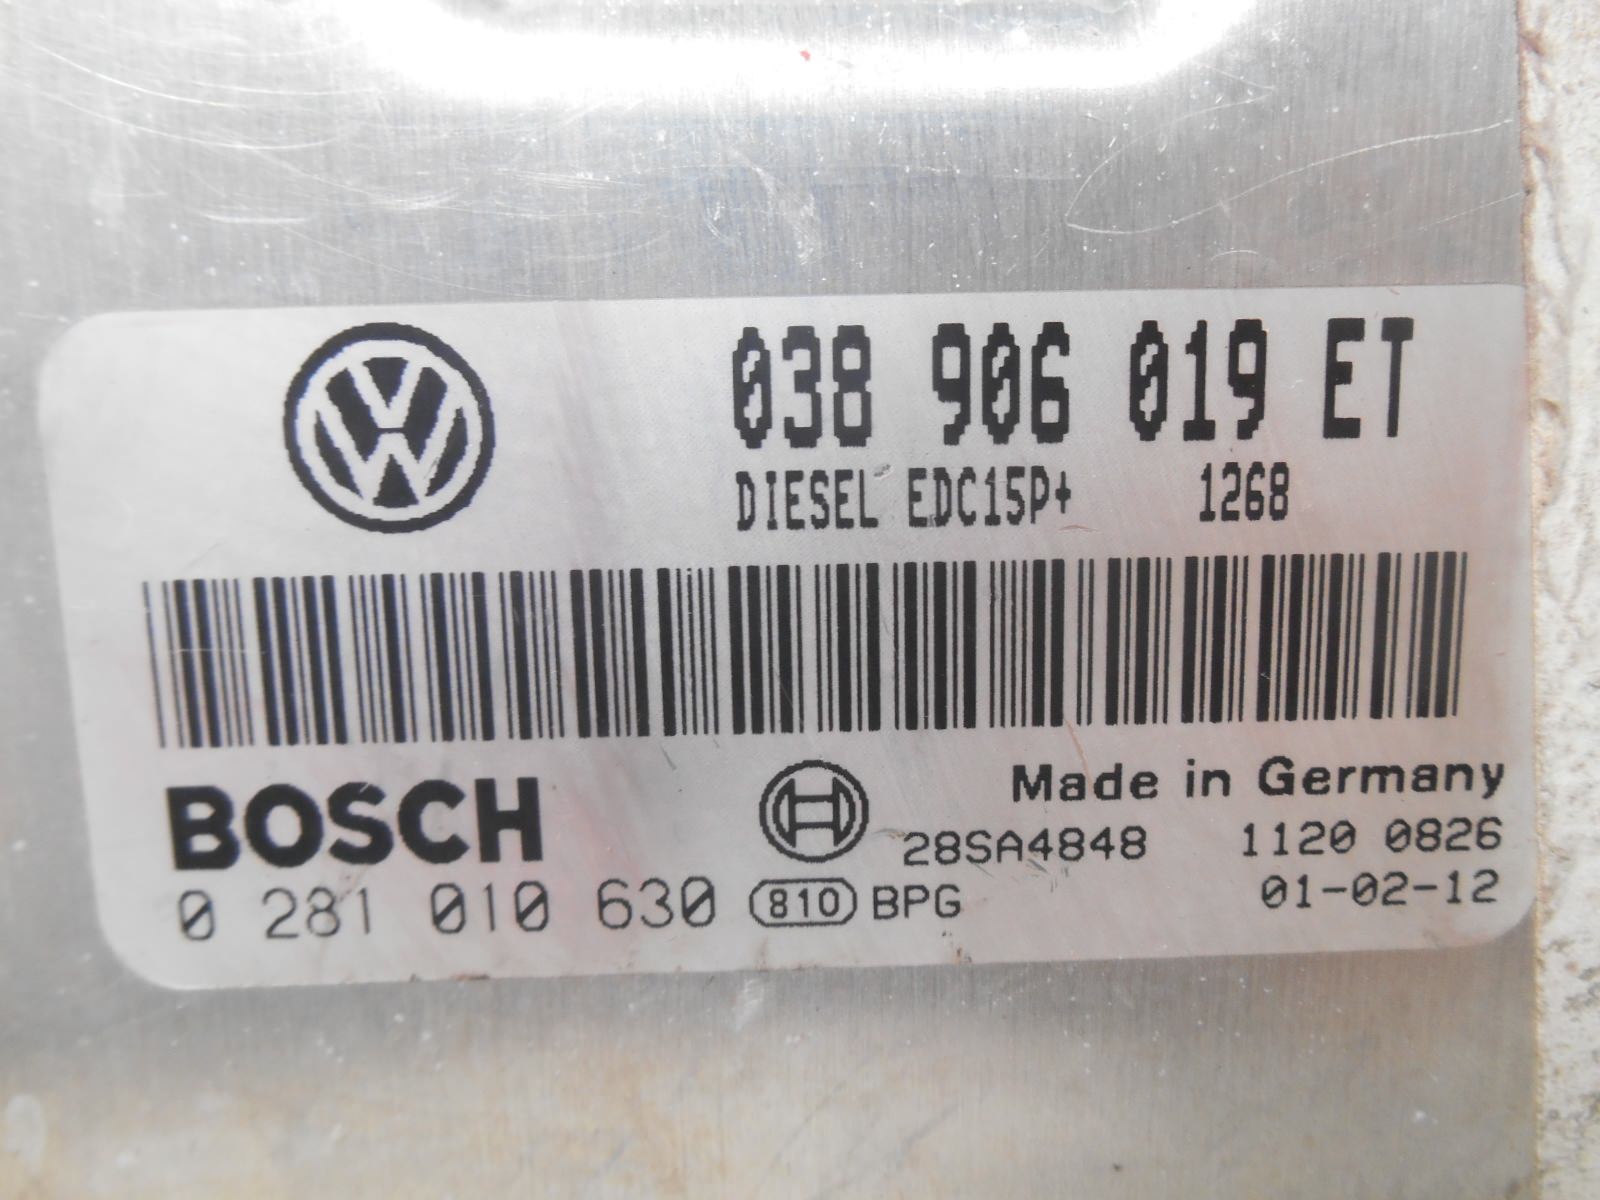 038 906 019 ET
DIESEL EDC15P+ 1268
BOSCH
Made in Germany
28SA4848 1120 0826
0 281 010 630 810 BPG 01-02-12